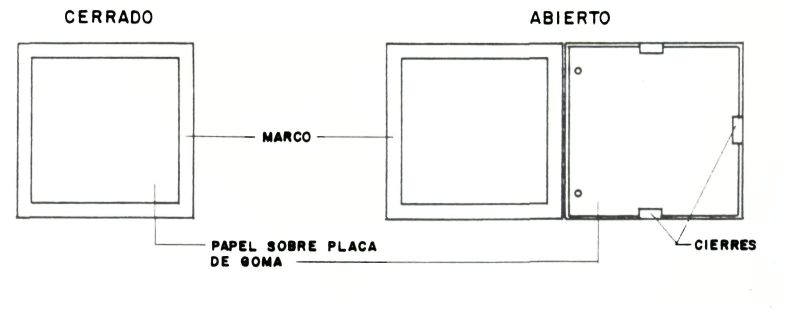 CERRADO
ABIERTO
MARCO
PAPEL SOBRE PLACA
DE GOMA
CIERRES